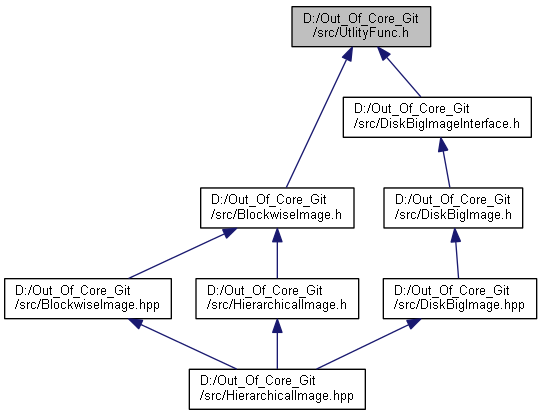 D:/Out_Of_Core_Git
/src/UtlityFunc.h
D:/Out_Of_Core_Git
/src/DiskBigImageInterface.h
D:/Out_Of_Core_Git
/src/BlockwiseImage.h
D:/Out_Of_Core_Git
/src/DiskBigImage.h
D:/Out_Of_Core_Git
/src/BlockwiseImage.hpp
D:/Out_Of_Core_Git
/src/HierarchicalImage.h
D:/Out_Of_Core_Git
/src/DiskBigImage.hpp
D:/Out_Of_Core_Git
/src/HierarchicalImage.hpp